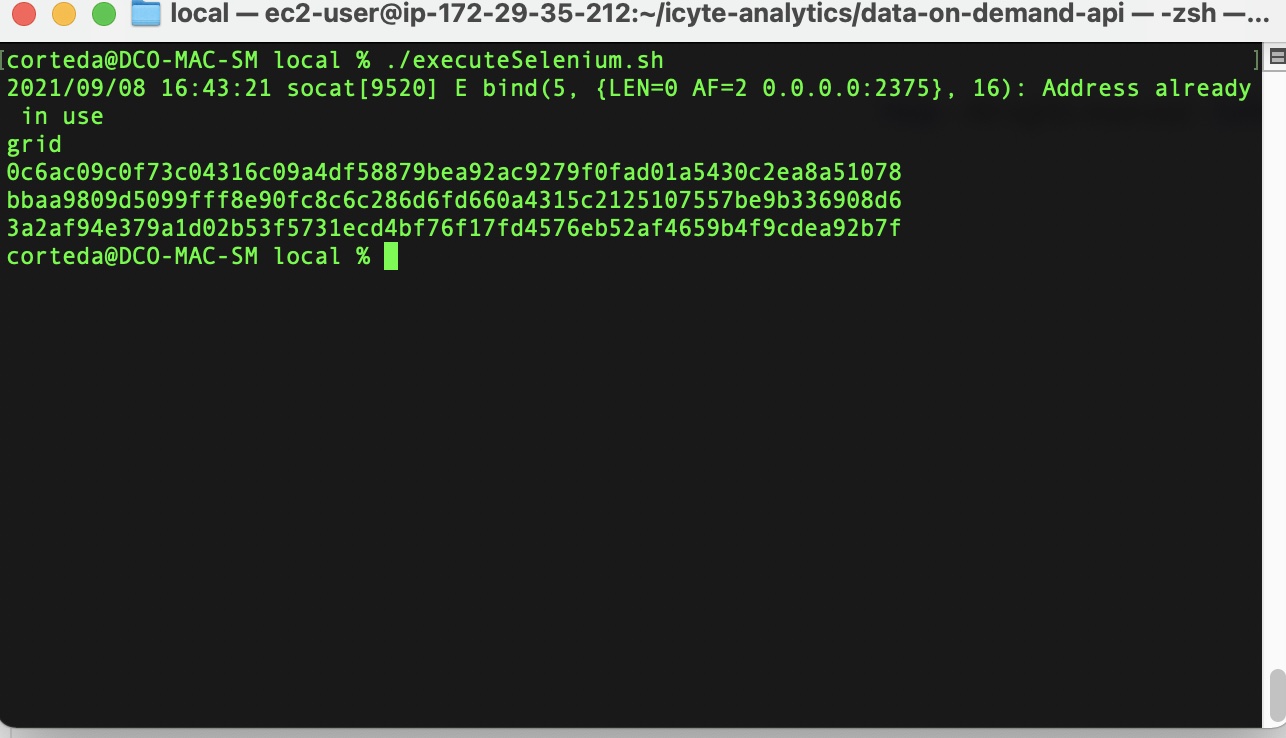 local — ec2-user@ip-172-29-35-212:~/icyte-analytics/data-on-demand-api — -zsh —...
[corteda@DCO-MAC-SM local % ./executeSelenium.sh ]
2021/09/08 16:43:21 socat[9520] E bind(5, {LEN=0 AF=2 0.0.0.0:2375}, 16): Address already
 in use
grid
0c6ac09c0f73c04316c09a4df58879bea92ac9279f0fad01a5430c2ea8a51078
bbaa9809d5099fff8e90fc8c6c286d6fd660a4315c2125107557be9b336908d6
3a2af94e379a1d02b53f5731ecd4bf76f17fd4576eb52af4659b4f9cdea92b7f
corteda@DCO-MAC-SM local %